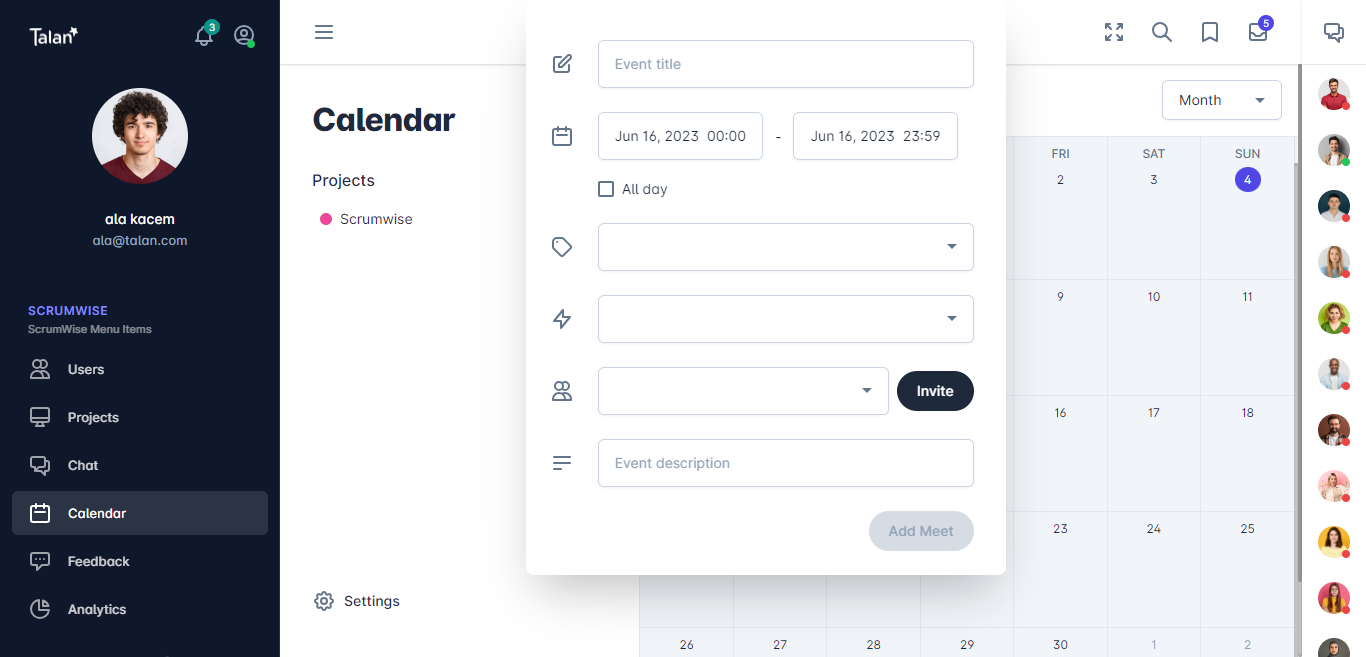 Talan
3
ala kacem
ala@talan.com
SCRUMWISE
ScrumWise Menu Items
Users
Projects
Chat
Calendar
Feedback
Analytics
Calendar
Projects
Scrumwise
Settings
Event title
Jun 16, 2023 00:00 - Jun 16, 2023 23:59
All day
Invite
Event description
Add Meet
5
Month
FRI SAT SUN
2 3 4
9 10 11
16 17 18
23 24 25
26 27 28 29 30 1 2